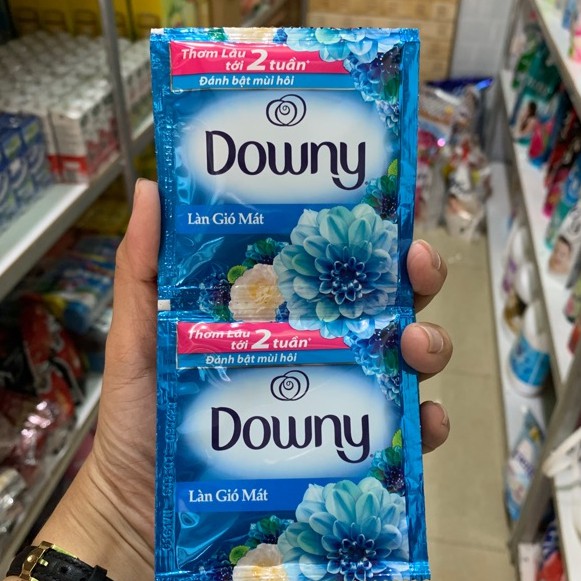 Thơm Lâu
tới 2 tuần*
Đánh bật mùi hôi
Downy
Làn Gió Mát
Thơm Lâu
tới 2 tuần*
Đánh bật mùi hôi
Downy
Làn Gió Mát